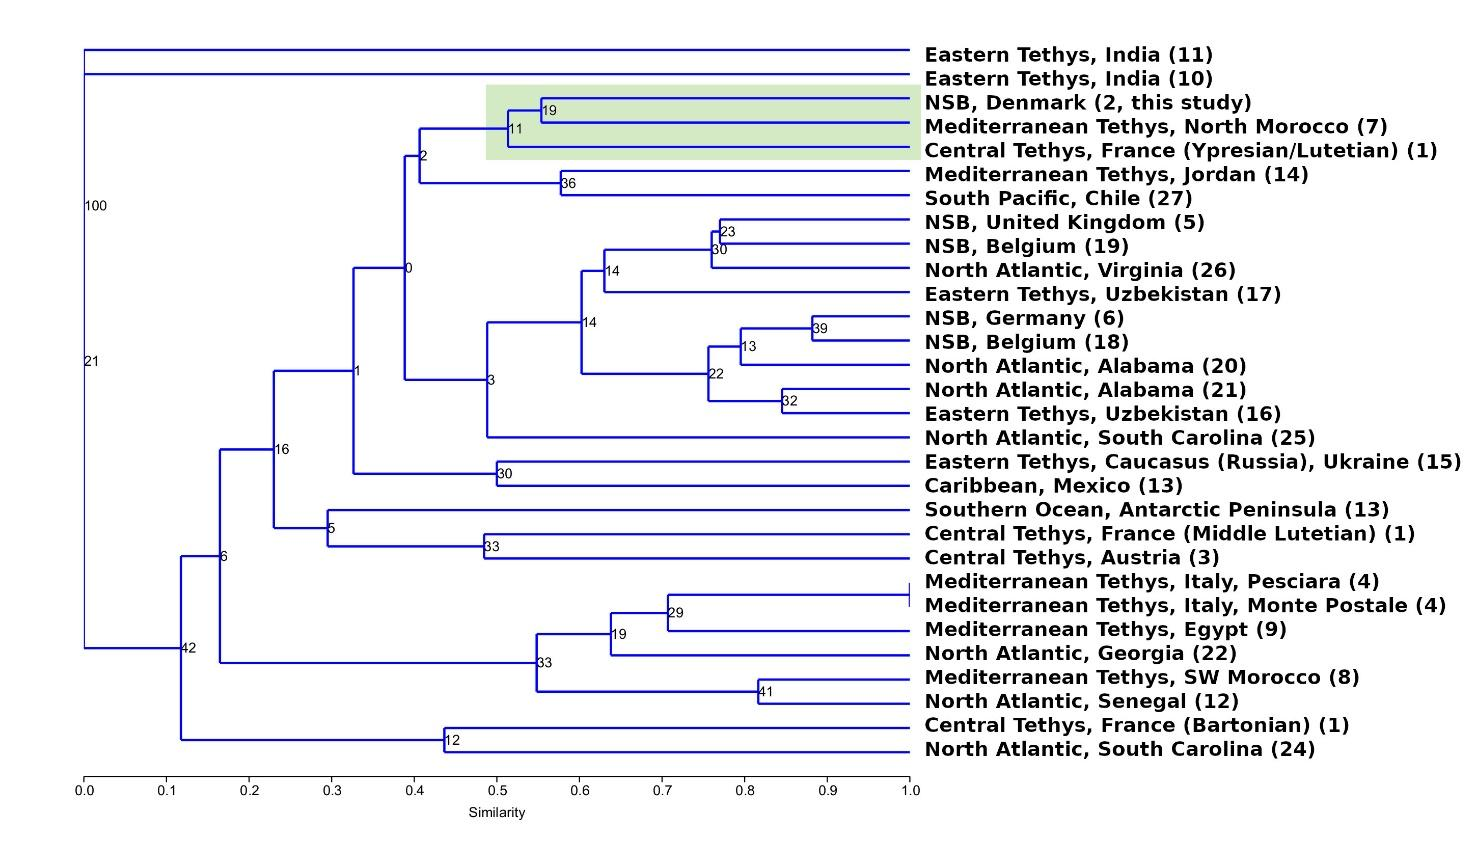 Eastern Tethys, India (11)
Eastern Tethys, India (10)
NSB, Denmark (2, this study)
19
Mediterranean Tethys, North Morocco (7)
11
Central Tethys, France (Ypresian/Lutetian) (1)
2
Mediterranean Tethys, Jordan (14)
36
South Pacific, Chile (27)
100
NSB, United Kingdom (5)
23
NSB, Belgium (19)
30
North Atlantic, Virginia (26)
0
14
Eastern Tethys, Uzbekistan (17)
NSB, Germany (6)
14
39
NSB, Belgium (18)
13
21
North Atlantic, Alabama (20)
1
22
3
North Atlantic, Alabama (21)
32
Eastern Tethys, Uzbekistan (16)
North Atlantic, South Carolina (25)
16
Eastern Tethys, Caucasus (Russia), Ukraine (15)
30
Caribbean, Mexico (13)
Southern Ocean, Antarctic Peninsula (13)
5
Central Tethys, France (Middle Lutetian) (1)
33
6
Central Tethys, Austria (3)
Mediterranean Tethys, Italy, Pesciara (4)
Mediterranean Tethys, Italy, Monte Postale (4)
29
Mediterranean Tethys, Egypt (9)
19
42
North Atlantic, Georgia (22)
33
Mediterranean Tethys, SW Morocco (8)
41
North Atlantic, Senegal (12)
Central Tethys, France (Bartonian) (1)
12
North Atlantic, South Carolina (24)
0.0 0.1 0.2 0.3 0.4 0.5 0.6 0.7 0.8 0.9 1.0
Similarity